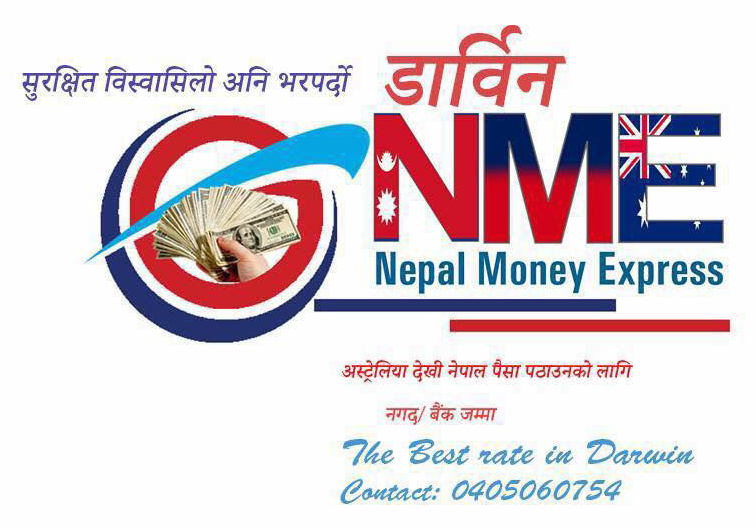 सुरक्षित विस्वासिलो अनि भरपर्दो
डार्विन
NME
Nepal Money Express
अस्ट्रेलिया देखी नेपाल पैसा पठाउनको लागि
नगद/ बैंक जम्मा
The Best rate in Darwin
Contact: 0405060754